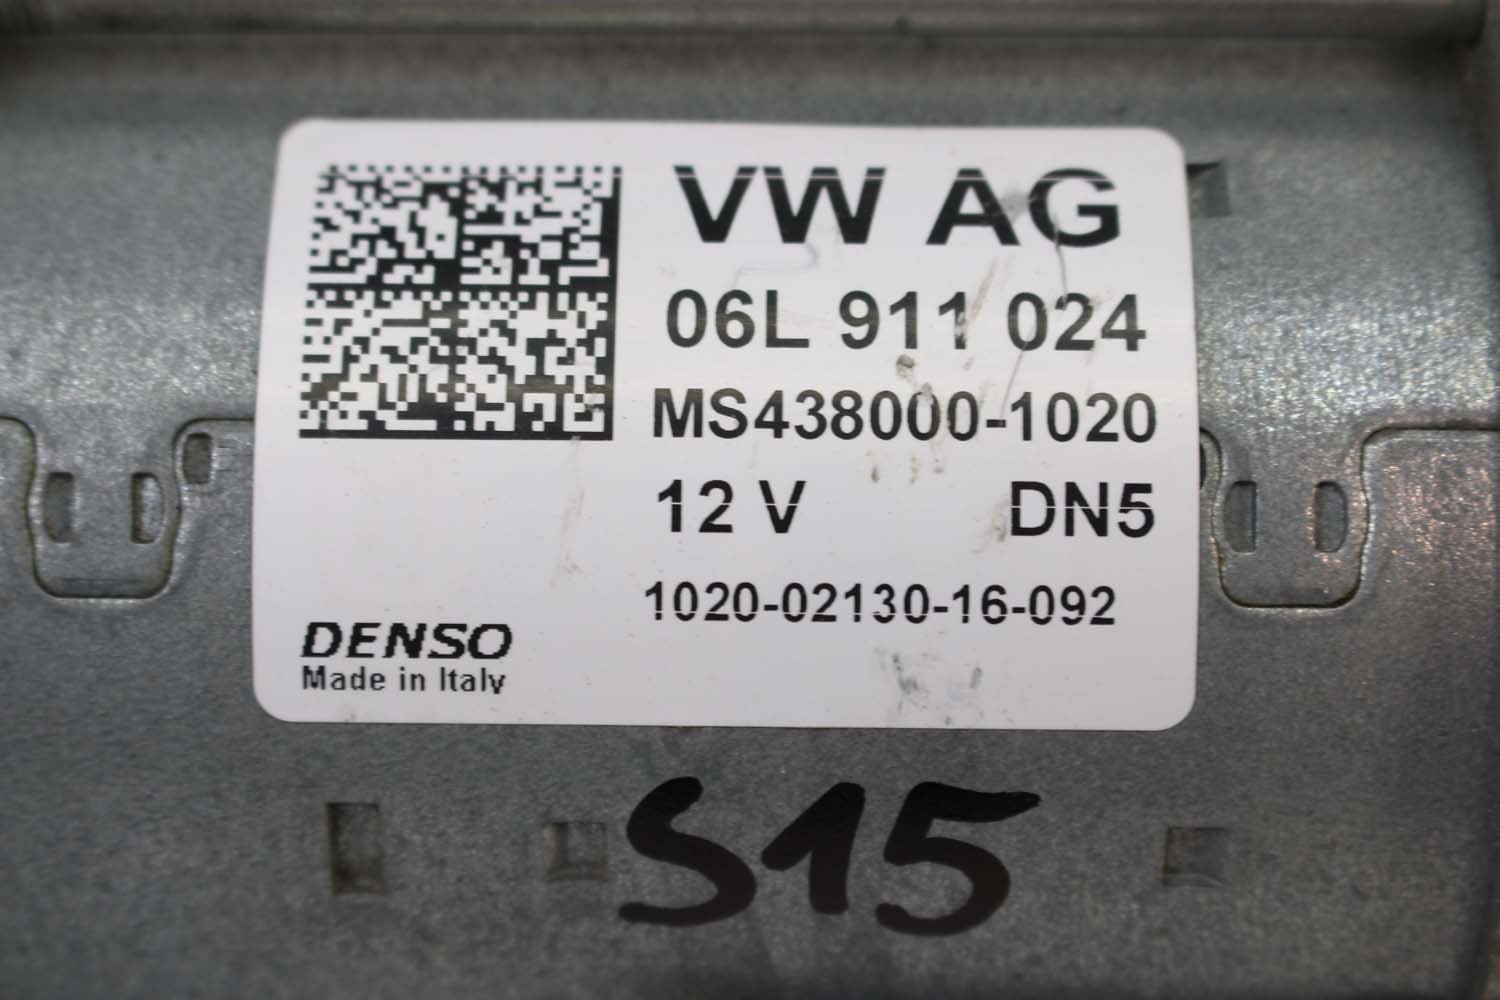 VW AG
06L 911 024
MS438000-1020
12 V DN5
1020-02130-16-092
DENSO
Made in Italy
S15